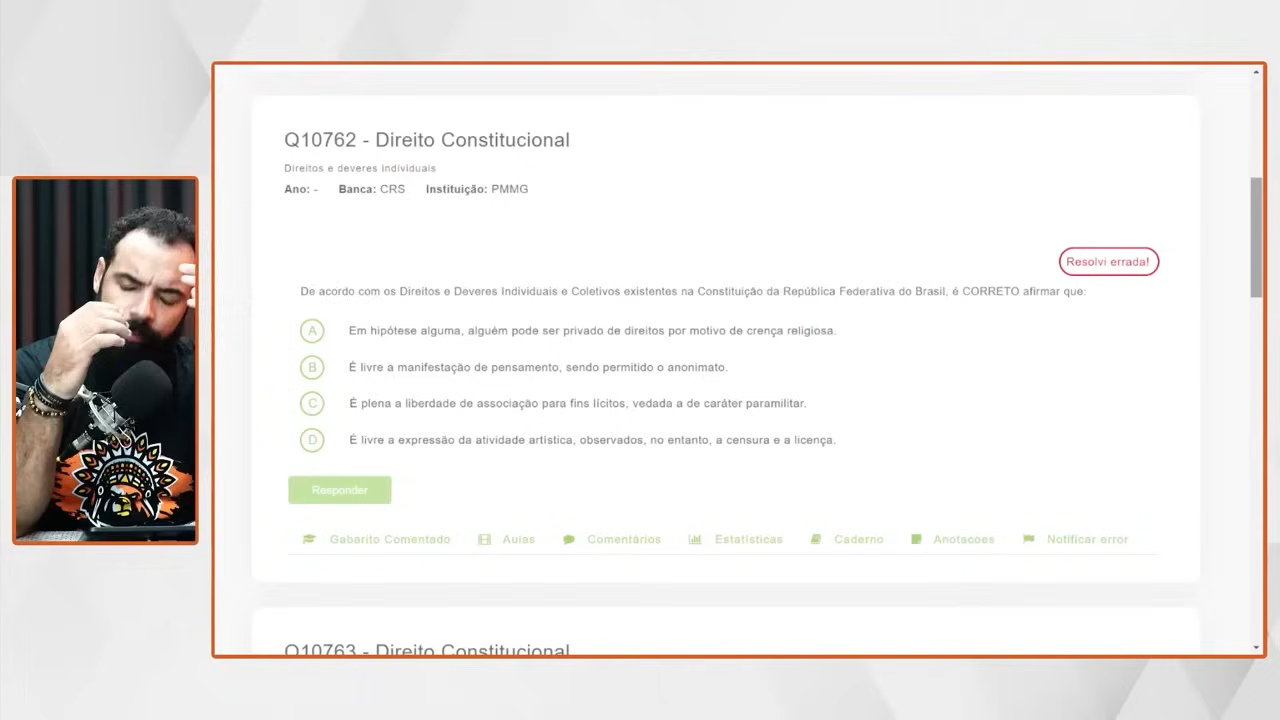 Q10762 - Direito Constitucional
Direitos e deveres individuais
Ano: - Banca: CRS Instituição: PMMG
Resolvi errada!
De acordo com os Direitos e Deveres Individuais e Coletivos existentes na Constituição da República Federativa do Brasil, é CORRETO afirmar que:
A Em hipótese alguma, alguém pode ser privado de direitos por motivo de crença religiosa.
B É livre a manifestação de pensamento, sendo permitido o anonimato.
C É plena a liberdade de associação para fins lícitos, vedada a de caráter paramilitar.
D É livre a expressão da atividade artística, observados, no entanto, a censura e a licença.
Responder
Gabarito Comentado Aulas Comentários Estatísticas Caderno Anotacoes Notificar error
Q10763 - Direito Constitucional